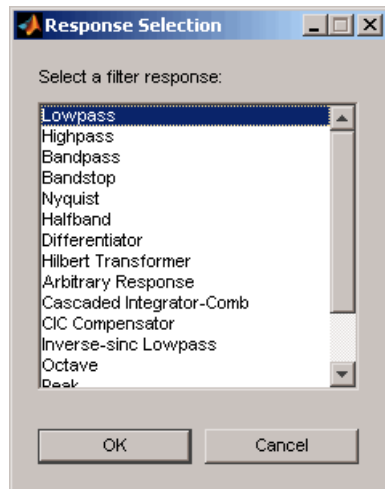 Response Selection
Select a filter response:
Lowpass
Highpass
Bandpass
Bandstop
Nyquist
Halfband
Differentiator
Hilbert Transformer
Arbitrary Response
Cascaded Integrator-Comb
CIC Compensator
Inverse-sinc Lowpass
Octave
Peak
OK Cancel